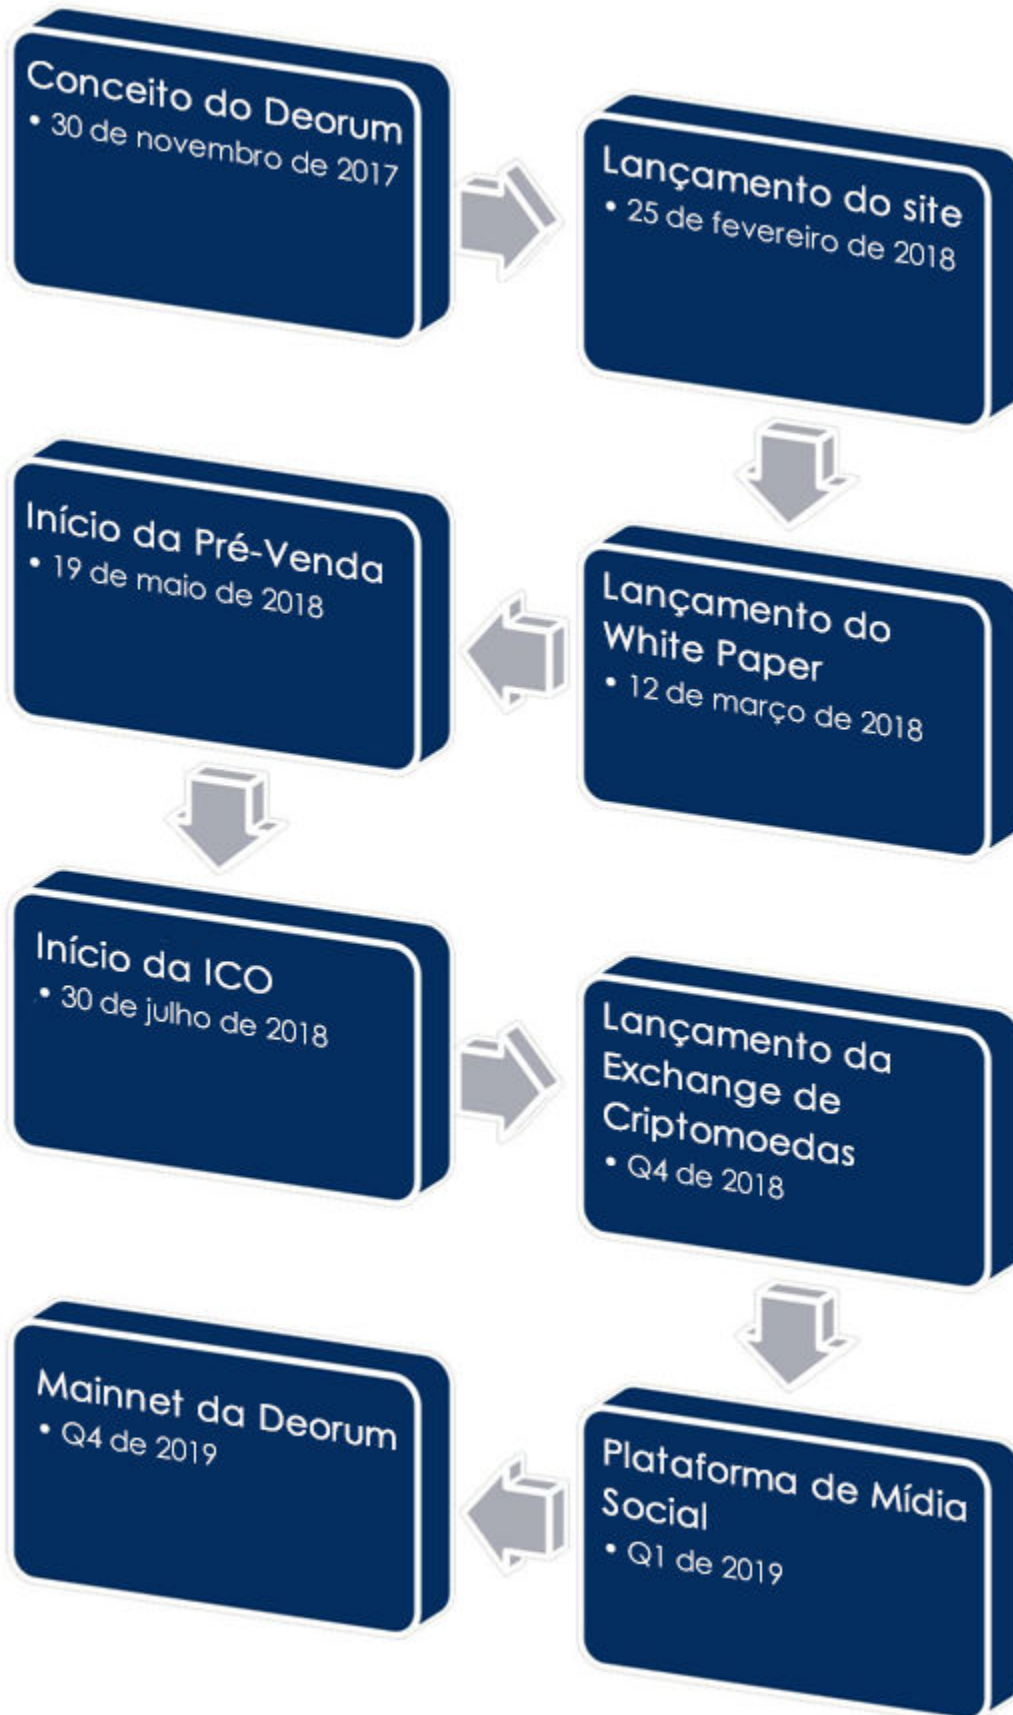 Conceito do Deorum
• 30 de novembro de 2017
Lançamento do site
• 25 de fevereiro de 2018
Lançamento do
White Paper
• 12 de março de 2018
Início da Pré-Venda
• 19 de maio de 2018
Início da ICO
• 30 de julho de 2018
Lançamento da
Exchange de
Criptomoedas
• Q4 de 2018
Plataforma de Mídia
Social
• Q1 de 2019
Mainnet da Deorum
• Q4 de 2019